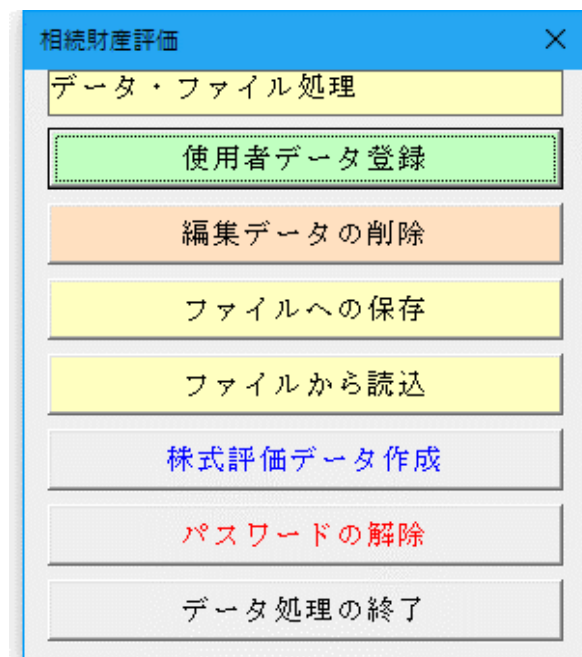 相続財産評価
データ・ファイル処理
使用者データ登録
編集データの削除
ファイルへの保存
ファイルから読込
株式評価データ作成
パスワードの解除
データ処理の終了